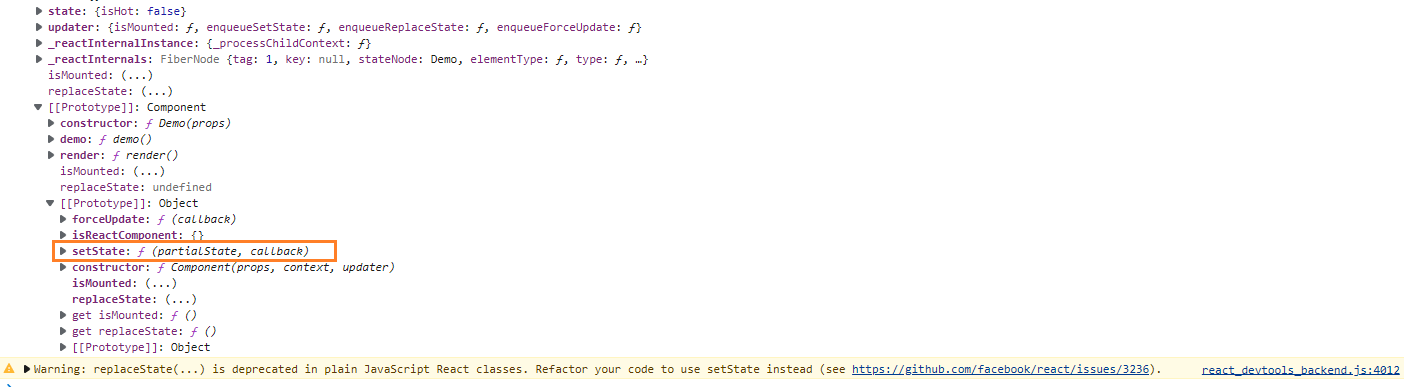 state: {isHot: false}
updater: {isMounted: ƒ, enqueueSetState: ƒ, enqueueReplaceState: ƒ, enqueueForceUpdate: ƒ}
_reactInternalInstance: {_processChildContext: ƒ}
_reactInternals: FiberNode {tag: 1, key: null, stateNode: Demo, elementType: ƒ, type: ƒ, …}
isMounted: (...)
replaceState: (...)
[[Prototype]]: Component
constructor: ƒ Demo(props)
demo: ƒ demo()
render: ƒ render()
isMounted: (...)
replaceState: undefined
[[Prototype]]: Object
forceUpdate: ƒ (callback)
isReactComponent: {}
setState: ƒ (partialState, callback)
constructor: ƒ Component(props, context, updater)
isMounted: (...)
replaceState: (...)
get isMounted: ƒ ()
get replaceState: ƒ ()
[[Prototype]]: Object
Warning: replaceState(...) is deprecated in plain JavaScript React classes. Refactor your code to use setState instead (see https://github.com/facebook/react/issues/3236). react_devtools_backend.js:4012